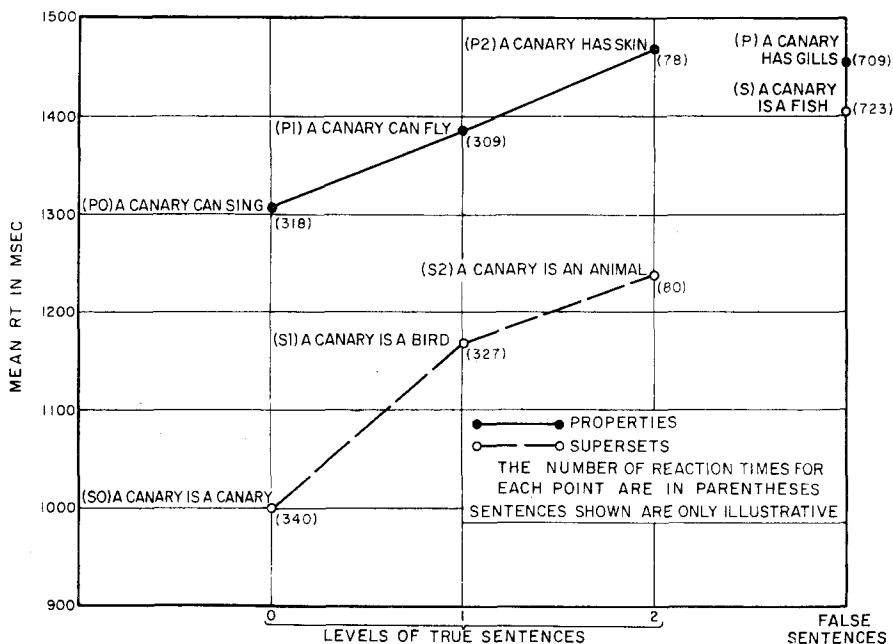 1500
(P2) A CANARY HAS SKIN
(78)
(P) A CANARY
HAS GILLS
(709)
1400
(S) A CANARY
IS A FISH
(723)
(P1) A CANARY CAN FLY
(309)
1300
(P0) A CANARY CAN SING
(318)
(S2) A CANARY IS AN ANIMAL
(80)
1200
(S1) A CANARY IS A BIRD
(327)
MEAN RT IN MSEC
1100
PROPERTIES
SUPERSETS
THE NUMBER OF REACTION TIMES FOR
EACH POINT ARE IN PARENTHESES
SENTENCES SHOWN ARE ONLY ILLUSTRATIVE
1000
(S0) A CANARY IS A CANARY
(340)
900
0 1 2
LEVELS OF TRUE SENTENCES
FALSE
SENTENCES